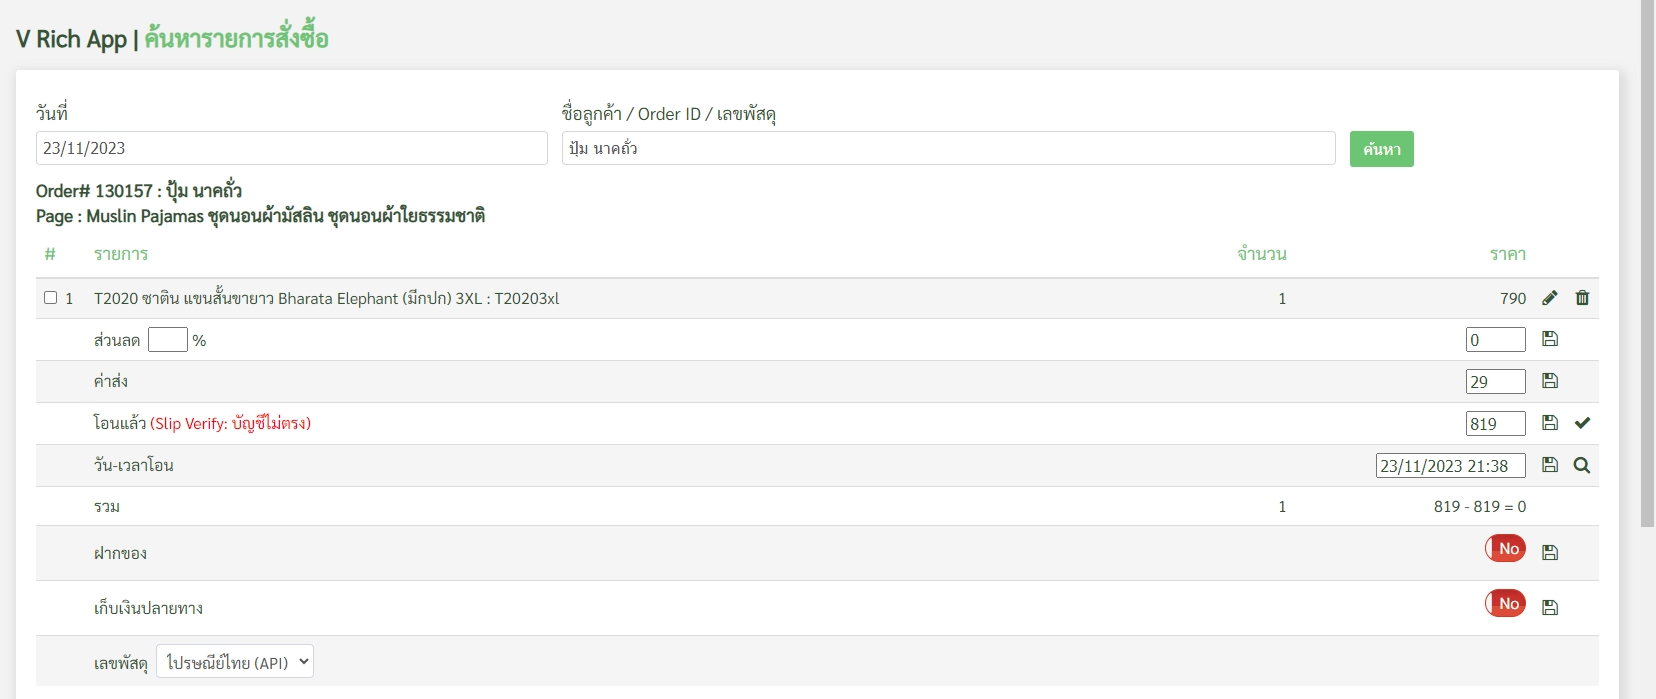 V Rich App | ค้นหารายการสั่งซื้อ
วันที่
ชื่อลูกค้า / Order ID / เลขพัสดุ
23/11/2023
ปุ้ม นาคถั่ว
ค้นหา
Order# 130157 : ปุ้ม นาคถั่ว
Page : Muslin Pajamas ชุดนอนผ้ามัสลิน ชุดนอนผ้าใยธรรมชาติ
# รายการ จำนวน ราคา
1 T2020 ซาติน แขนสั้นขายาว Bharata Elephant (มีกปก) 3XL : T20203xl 1 790
ส่วนลด % 0
ค่าส่ง 29
โอนแล้ว (Slip Verify: บัญชีไม่ตรง) 819
วัน-เวลาโอน 23/11/2023 21:38
รวม 1 819 - 819 = 0
ฝากของ No
เก็บเงินปลายทาง No
เลขพัสดุ ไปรษณีย์ไทย (API)